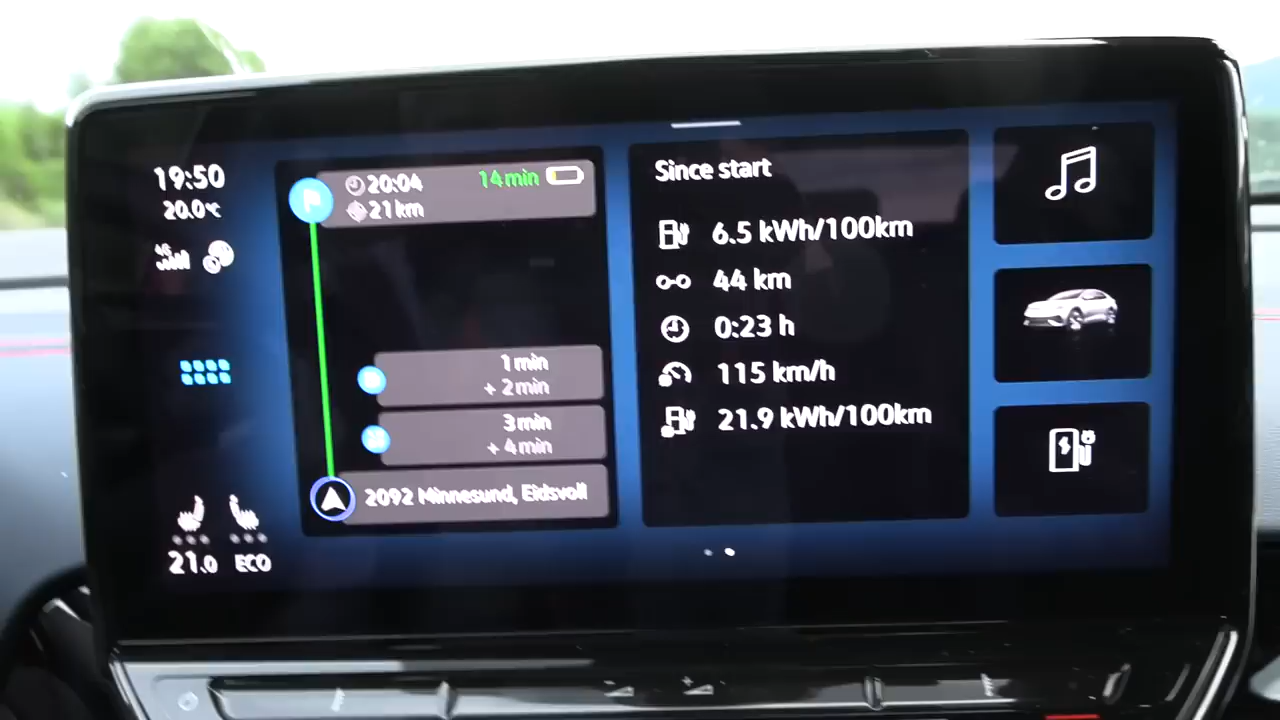 19:50
20.0°C
4G
20:04
14 min
21 km
1 min
+ 2 min
3 min
+ 4 min
2092 Minnesund, Eidsvoll
21.0
ECO
Since start
6.5 kWh/100km
44 km
0:23 h
115 km/h
21.9 kWh/100km